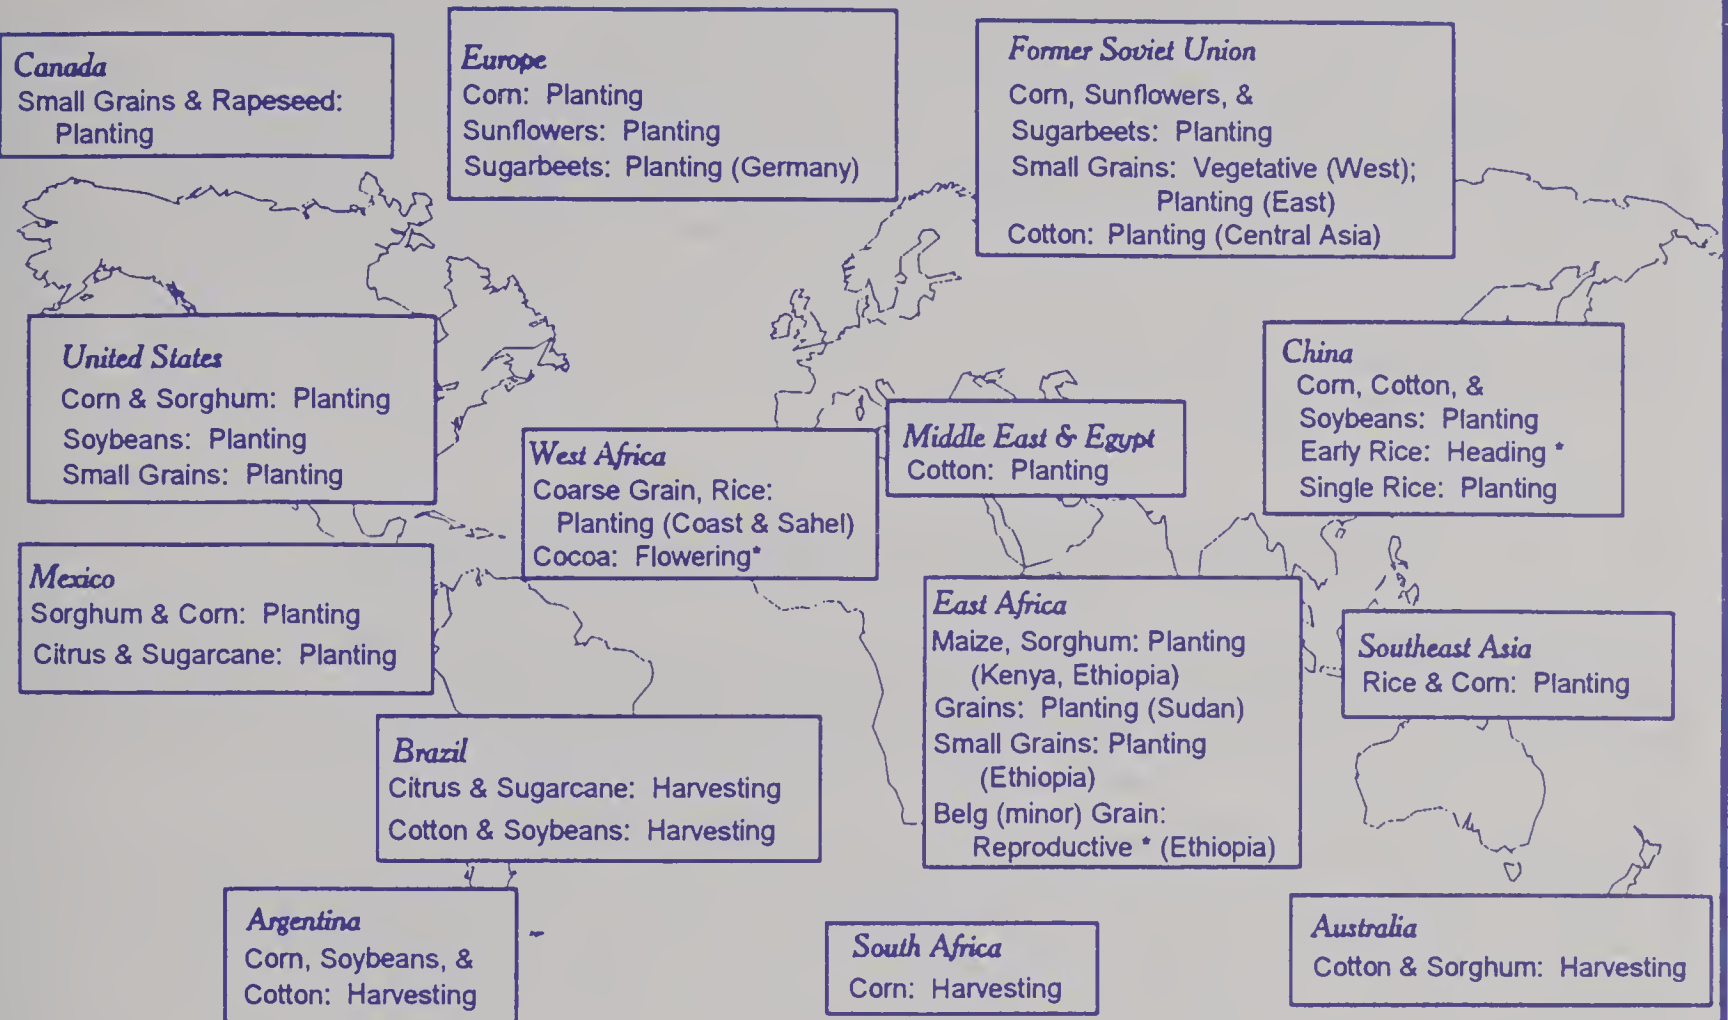 Canada
Small Grains & Rapeseed:
Planting
Europe
Corn: Planting
Sunflowers: Planting
Sugarbeets: Planting (Germany)
Former Soviet Union
Corn, Sunflowers, &
Sugarbeets: Planting
Small Grains: Vegetative (West);
Planting (East)
Cotton: Planting (Central Asia)
United States
Corn & Sorghum: Planting
Soybeans: Planting
Small Grains: Planting
West Africa
Coarse Grain, Rice:
Planting (Coast & Sahel)
Cocoa: Flowering*
Middle East & Egypt
Cotton: Planting
China
Corn, Cotton, &
Soybeans: Planting
Early Rice: Heading *
Single Rice: Planting
Mexico
Sorghum & Corn: Planting
Citrus & Sugarcane: Planting
East Africa
Maize, Sorghum: Planting
(Kenya, Ethiopia)
Grains: Planting (Sudan)
Small Grains: Planting
(Ethiopia)
Belg (minor) Grain:
Reproductive * (Ethiopia)
Southeast Asia
Rice & Corn: Planting
Brazil
Citrus & Sugarcane: Harvesting
Cotton & Soybeans: Harvesting
Argentina
Corn, Soybeans, &
Cotton: Harvesting
South Africa
Corn: Harvesting
Australia
Cotton & Sorghum: Harvesting